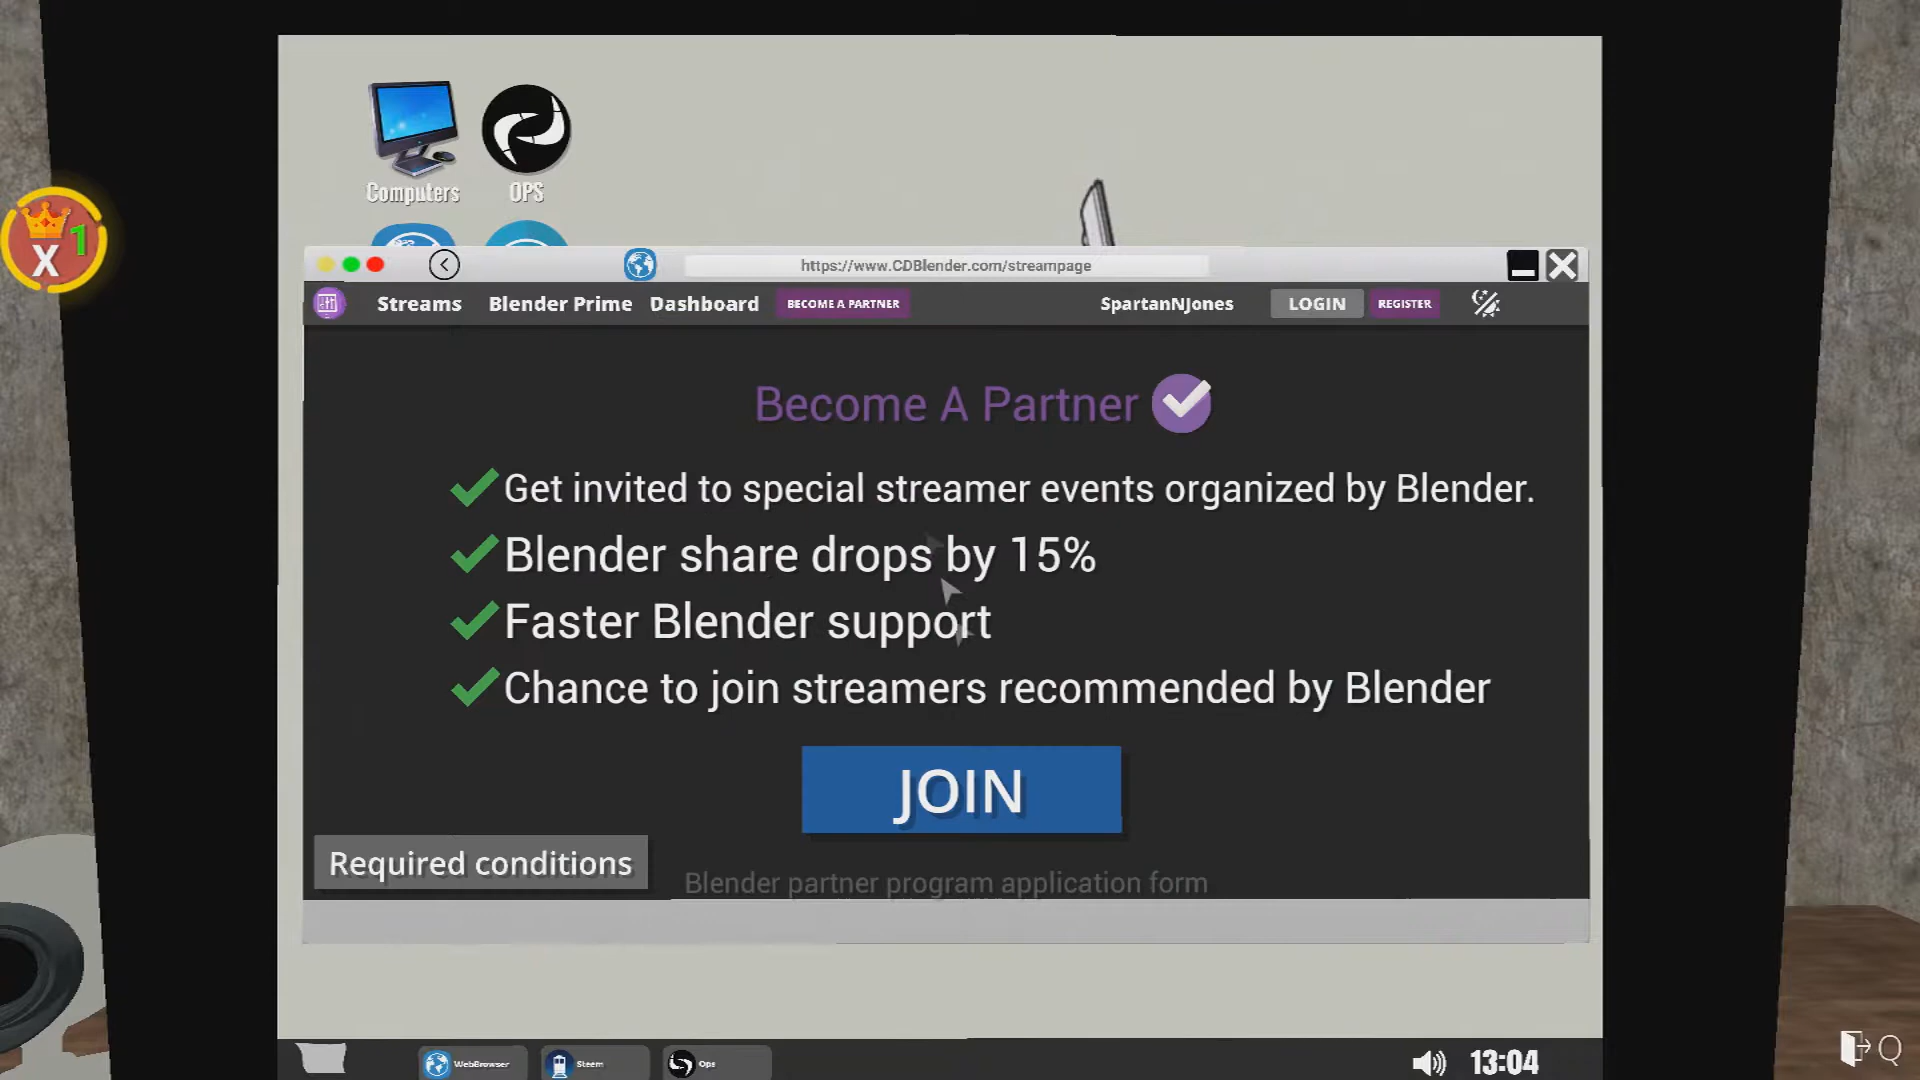 Computers
OPS
X 1
https://www.CDBlender.com/streampage
Streams Blender Prime Dashboard BECOME A PARTNER SpartanNJones LOGIN REGISTER
Become A Partner
Get invited to special streamer events organized by Blender.
Blender share drops by 15%
Faster Blender support
Chance to join streamers recommended by Blender
JOIN
Required conditions
Blender partner program application form
WebBrowser Steem Ops 13:04
Q